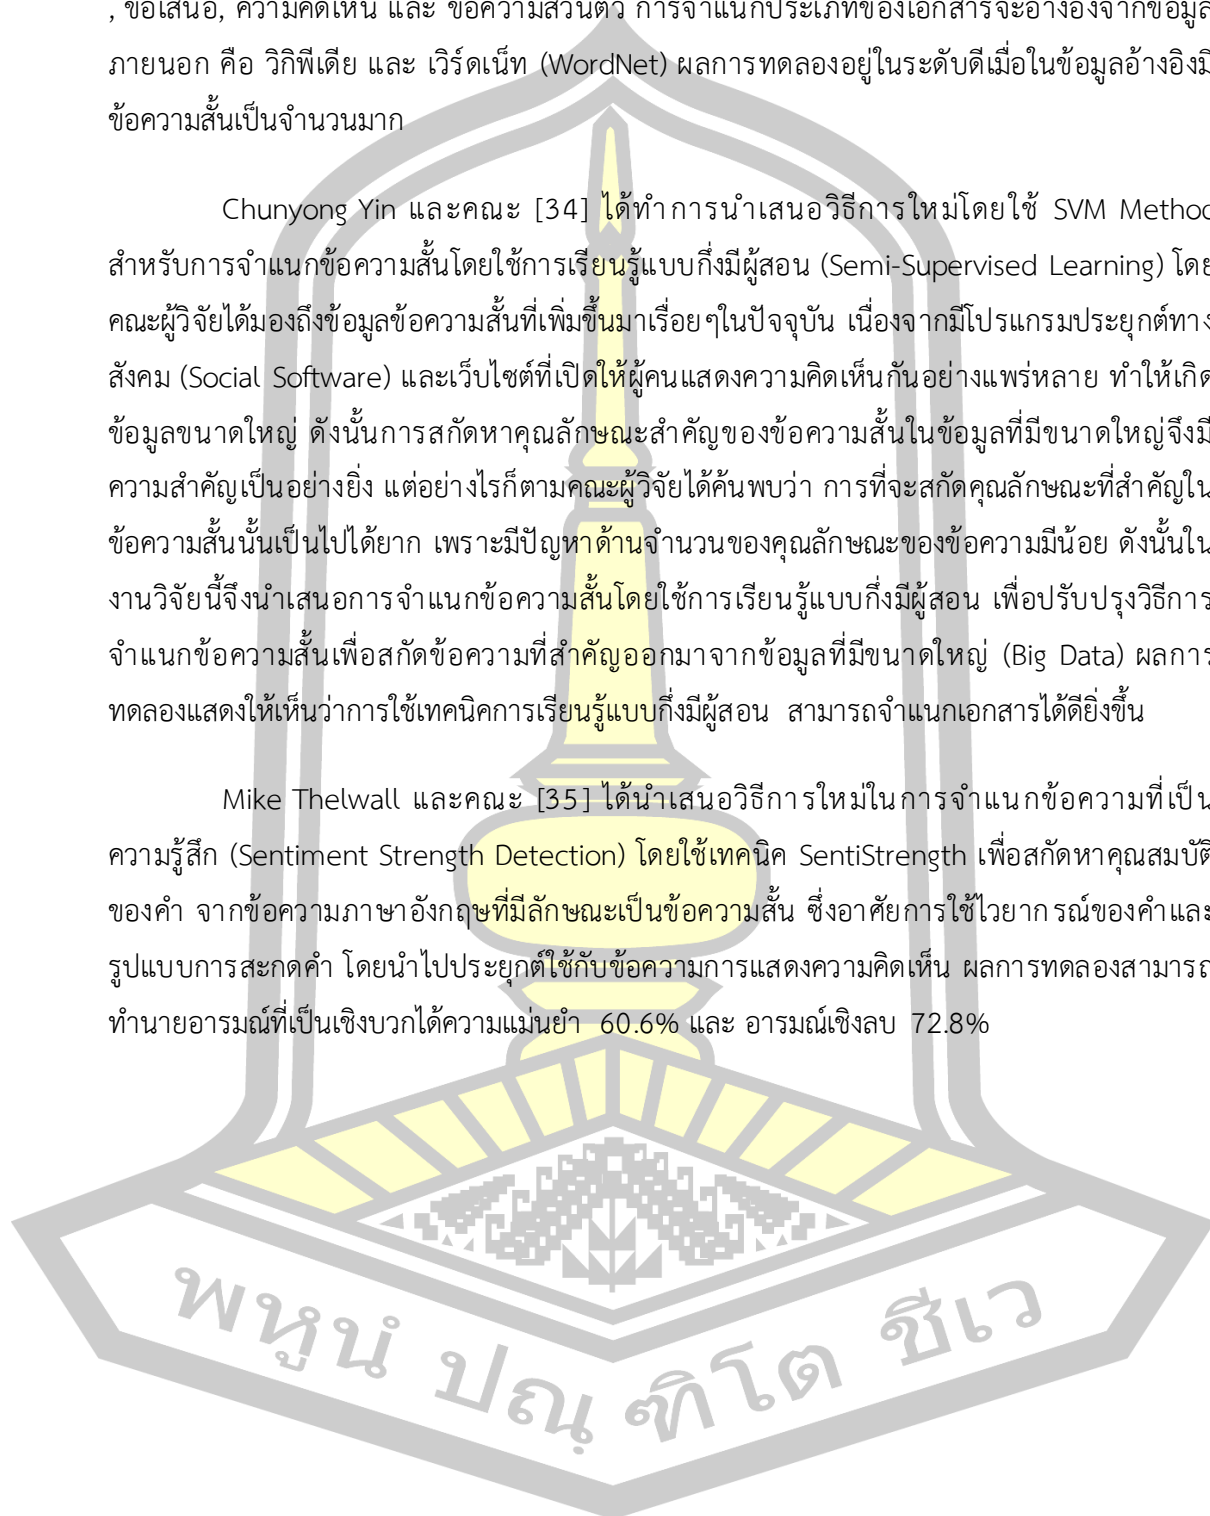 , ข้อเสนอ, ความคิดเห็น และ ข้อความส่วนตัว การจำแนกประเภทของเอกสารจะอ้างอิงจากข้อมูล
ภายนอก คือ วิกิพีเดีย และ เวิร์ดเน็ท (WordNet) ผลการทดลองอยู่ในระดับดีเมื่อในข้อมูลอ้างอิงมี
ข้อความสั้นเป็นจำนวนมาก
Chunyong Yin และคณะ [34] ได้ทำการนำเสนอวิธีการใหม่โดยใช้ SVM Method
สำหรับการจำแนกข้อความสั้นโดยใช้การเรียนรู้แบบกึ่งมีผู้สอน (Semi-Supervised Learning) โดย
คณะผู้วิจัยได้มองถึงข้อมูลข้อความสั้นที่เพิ่มขึ้นมาเรื่อยๆในปัจจุบัน เนื่องจากมีโปรแกรมประยุกต์ทาง
สังคม (Social Software) และเว็บไซต์ที่เปิดให้ผู้คนแสดงความคิดเห็นกันอย่างแพร่หลาย ทำให้เกิด
ข้อมูลขนาดใหญ่ ดังนั้นการสกัดหาคุณลักษณะสำคัญของข้อความสั้นในข้อมูลที่มีขนาดใหญ่จึงมี
ความสำคัญเป็นอย่างยิ่ง แต่อย่างไรก็ตามคณะผู้วิจัยได้ค้นพบว่า การที่จะสกัดคุณลักษณะที่สำคัญใน
ข้อความสั้นนั้นเป็นไปได้ยาก เพราะมีปัญหาด้านจำนวนของคุณลักษณะของข้อความมีน้อย ดังนั้นใน
งานวิจัยนี้จึงนำเสนอการจำแนกข้อความสั้นโดยใช้การเรียนรู้แบบกึ่งมีผู้สอน เพื่อปรับปรุงวิธีการ
จำแนกข้อความสั้นเพื่อสกัดข้อความที่สำคัญออกมาจากข้อมูลที่มีขนาดใหญ่ (Big Data) ผลการ
ทดลองแสดงให้เห็นว่าการใช้เทคนิคการเรียนรู้แบบกึ่งมีผู้สอน สามารถจำแนกเอกสารได้ดียิ่งขึ้น
Mike Thelwall และคณะ [35] ได้นำเสนอวิธีการใหม่ในการจำแนกข้อความที่เป็น
ความรู้สึก (Sentiment Strength Detection) โดยใช้เทคนิค SentiStrength เพื่อสกัดหาคุณสมบัติ
ของคำ จากข้อความภาษาอังกฤษที่มีลักษณะเป็นข้อความสั้น ซึ่งอาศัยการใช้ไวยากรณ์ของคำและ
รูปแบบการสะกดคำ โดยนำไปประยุกต์ใช้กับข้อความการแสดงความคิดเห็น ผลการทดลองสามารถ
ทำนายอารมณ์ที่เป็นเชิงบวกได้ความแม่นยำ 60.6% และ อารมณ์เชิงลบ 72.8%
พหูนํ ปณฺฑิโต ชีเว